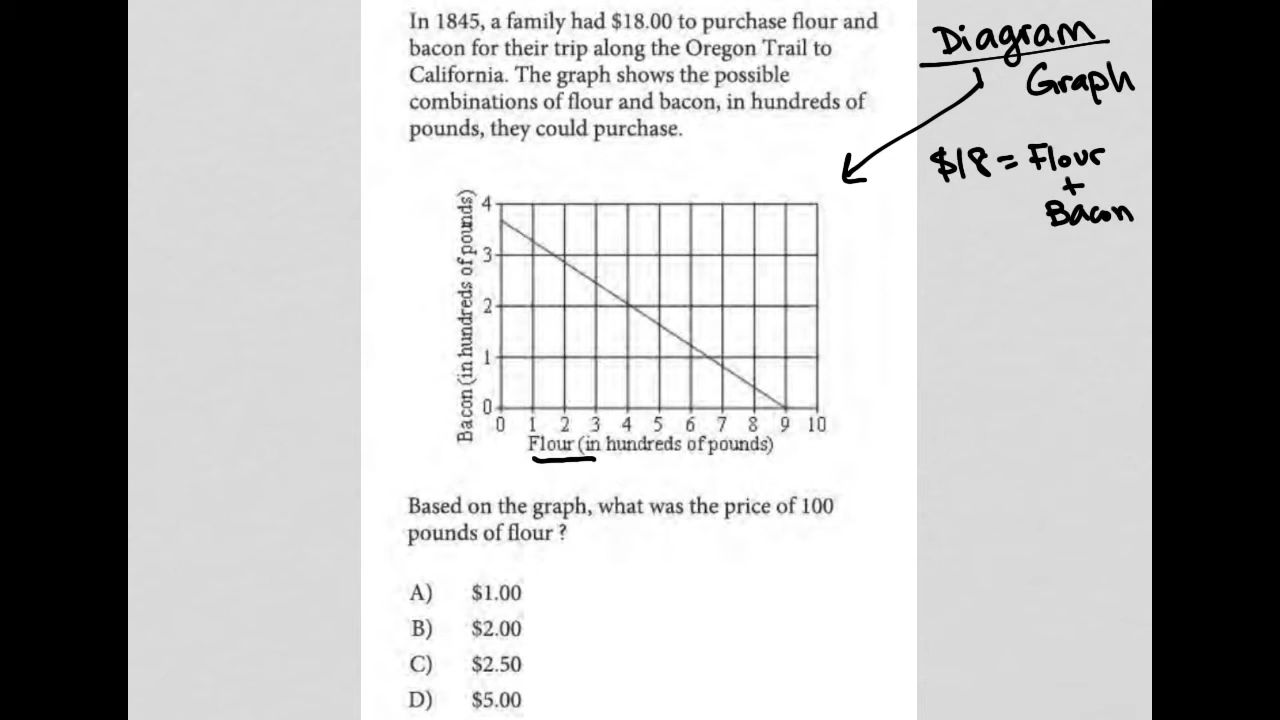 In 1845, a family had $18.00 to purchase flour and
bacon for their trip along the Oregon Trail to
California. The graph shows the possible
combinations of flour and bacon, in hundreds of
pounds, they could purchase.
Diagram
Graph
$18 = Flour
+
Bacon
Bacon (in hundreds of pounds)
4
3
2
1
0
0 1 2 3 4 5 6 7 8 9 10
Flour (in hundreds of pounds)
Based on the graph, what was the price of 100
pounds of flour ?
A) $1.00
B) $2.00
C) $2.50
D) $5.00